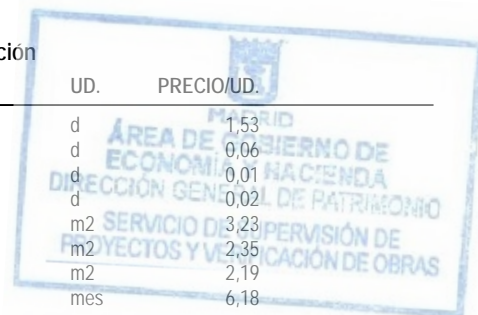 ción
UD. PRECIO/UD.
MADRID
d 1,53
ÁREA DE GOBIERNO DE
d 0,06
ECONOMÍA Y HACIENDA
d 0,01
DIRECCIÓN GENERAL DE PATRIMONIO
d 0,02
m2 3,23
SERVICIO DE SUPERVISIÓN DE
m2 2,35
PROYECTOS Y VERIFICACIÓN DE OBRAS
m2 2,19
mes 6,18